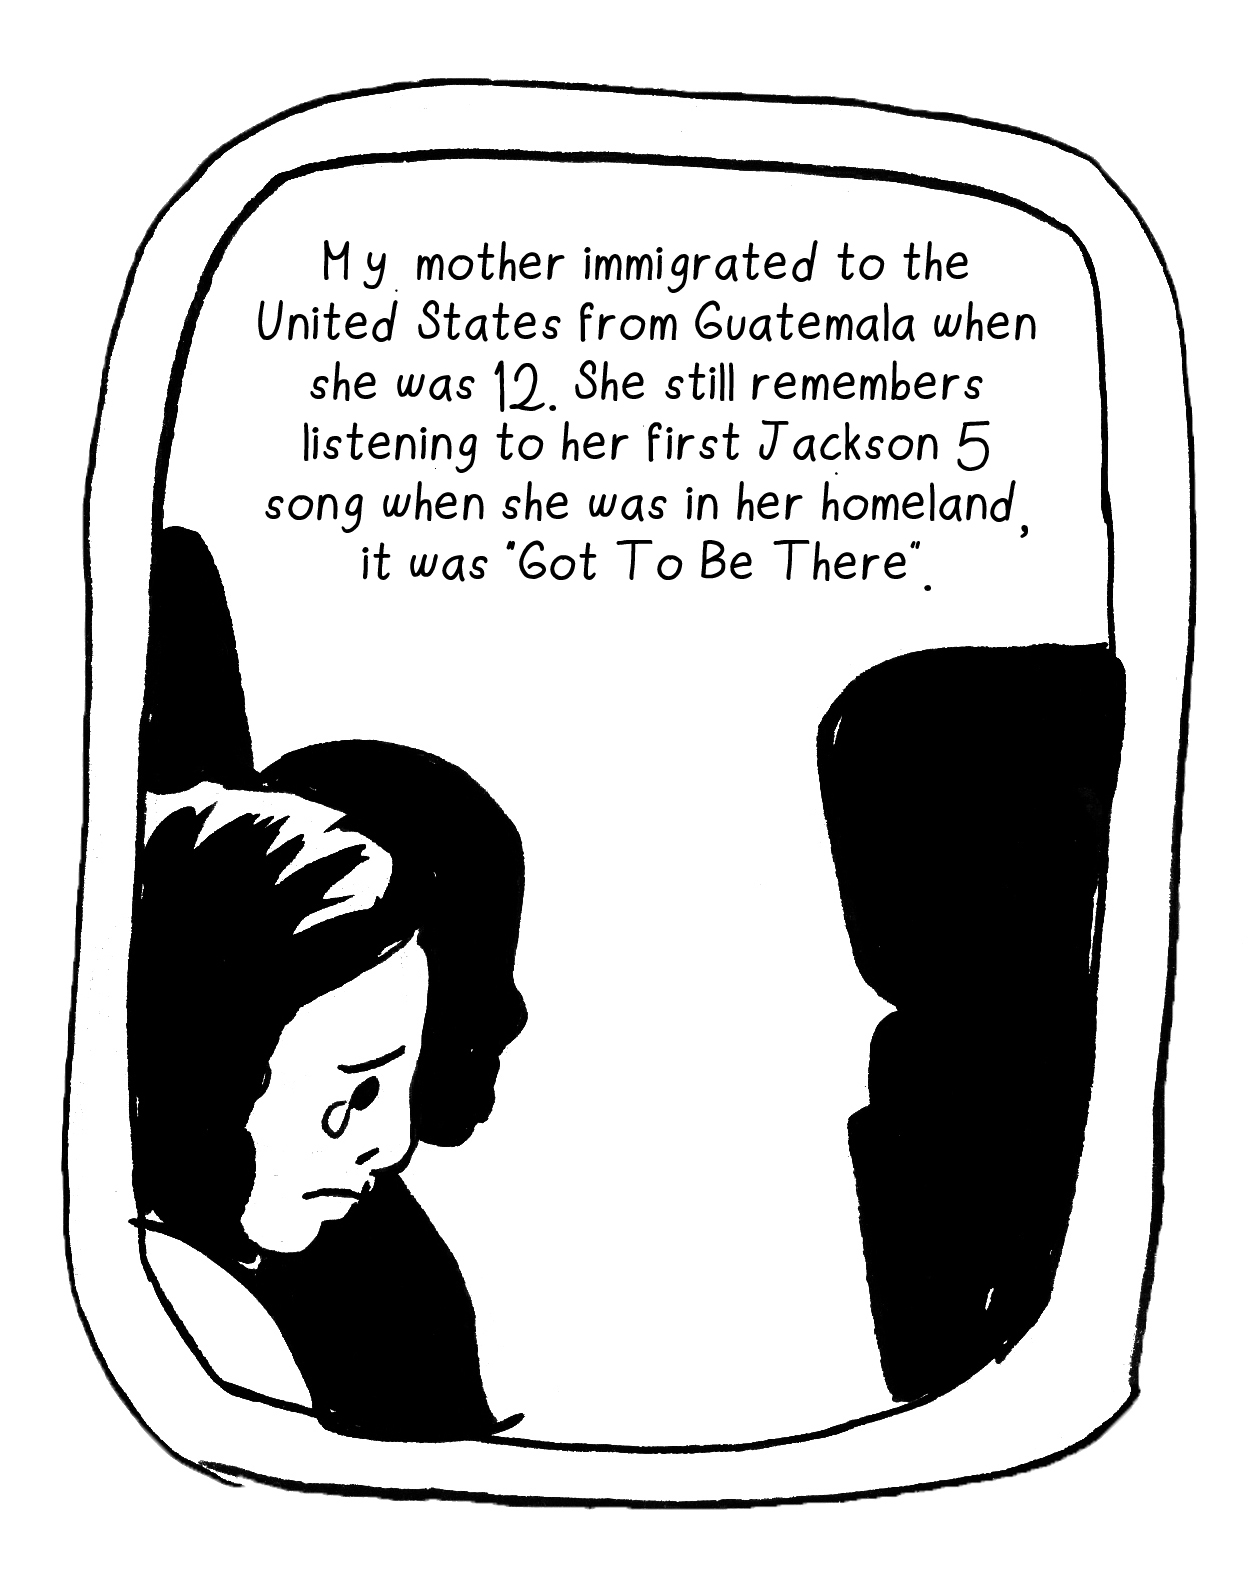 My mother immigrated to the
United States from Guatemala when
she was 12. She still remembers
listening to her first Jackson 5
song when she was in her homeland,
it was "Got To Be There".